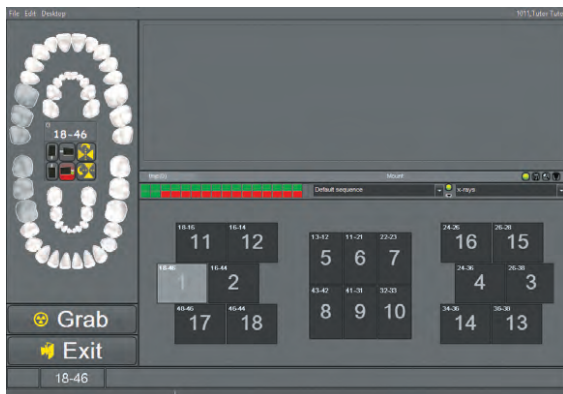 File Edit Desktop
1011,Tutor Tuto
18-46
Mount
Default sequence
x-rays
18-16 16-14
11 12
13-12 11-21 22-23
5 6 7
24-26 26-28
16 15
18-46 16-44
1 2
24-36 26-38
4 3
43-42 41-31 32-33
8 9 10
48-46 46-44
17 18
34-36 36-38
14 13
Grab
Exit
18-46